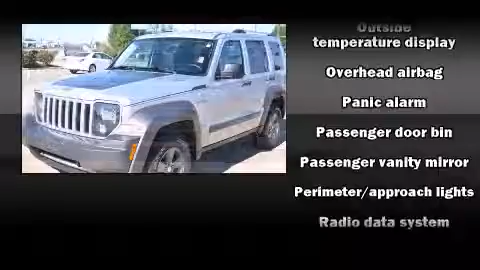 Outside
temperature display
Overhead airbag
Panic alarm
Passenger door bin
Passenger vanity mirror
Perimeter/approach lights
Radio data system